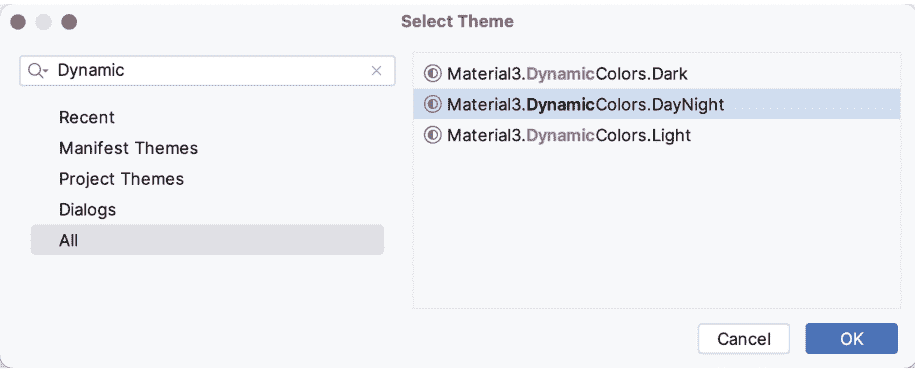 Select Theme
Dynamic
Recent
Manifest Themes
Project Themes
Dialogs
All
Material3.DynamicColors.Dark
Material3.DynamicColors.DayNight
Material3.DynamicColors.Light
Cancel
OK